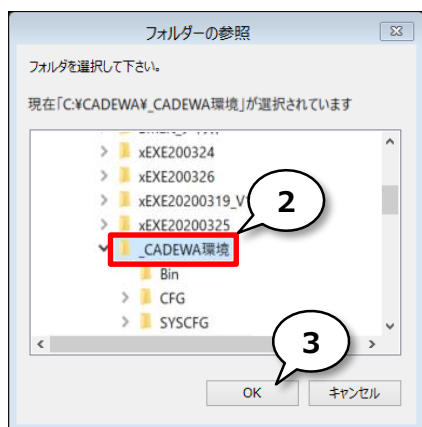 フォルダーの参照
フォルダを選択して下さい。
現在「C:¥CADEWA¥_CADEWA環境」が選択されています
xEXE200324
xEXE200326
xEXE20200319_V
2
xEXE20200325
_CADEWA環境
Bin
CFG
SYSCFG
3
OK
キャンセル